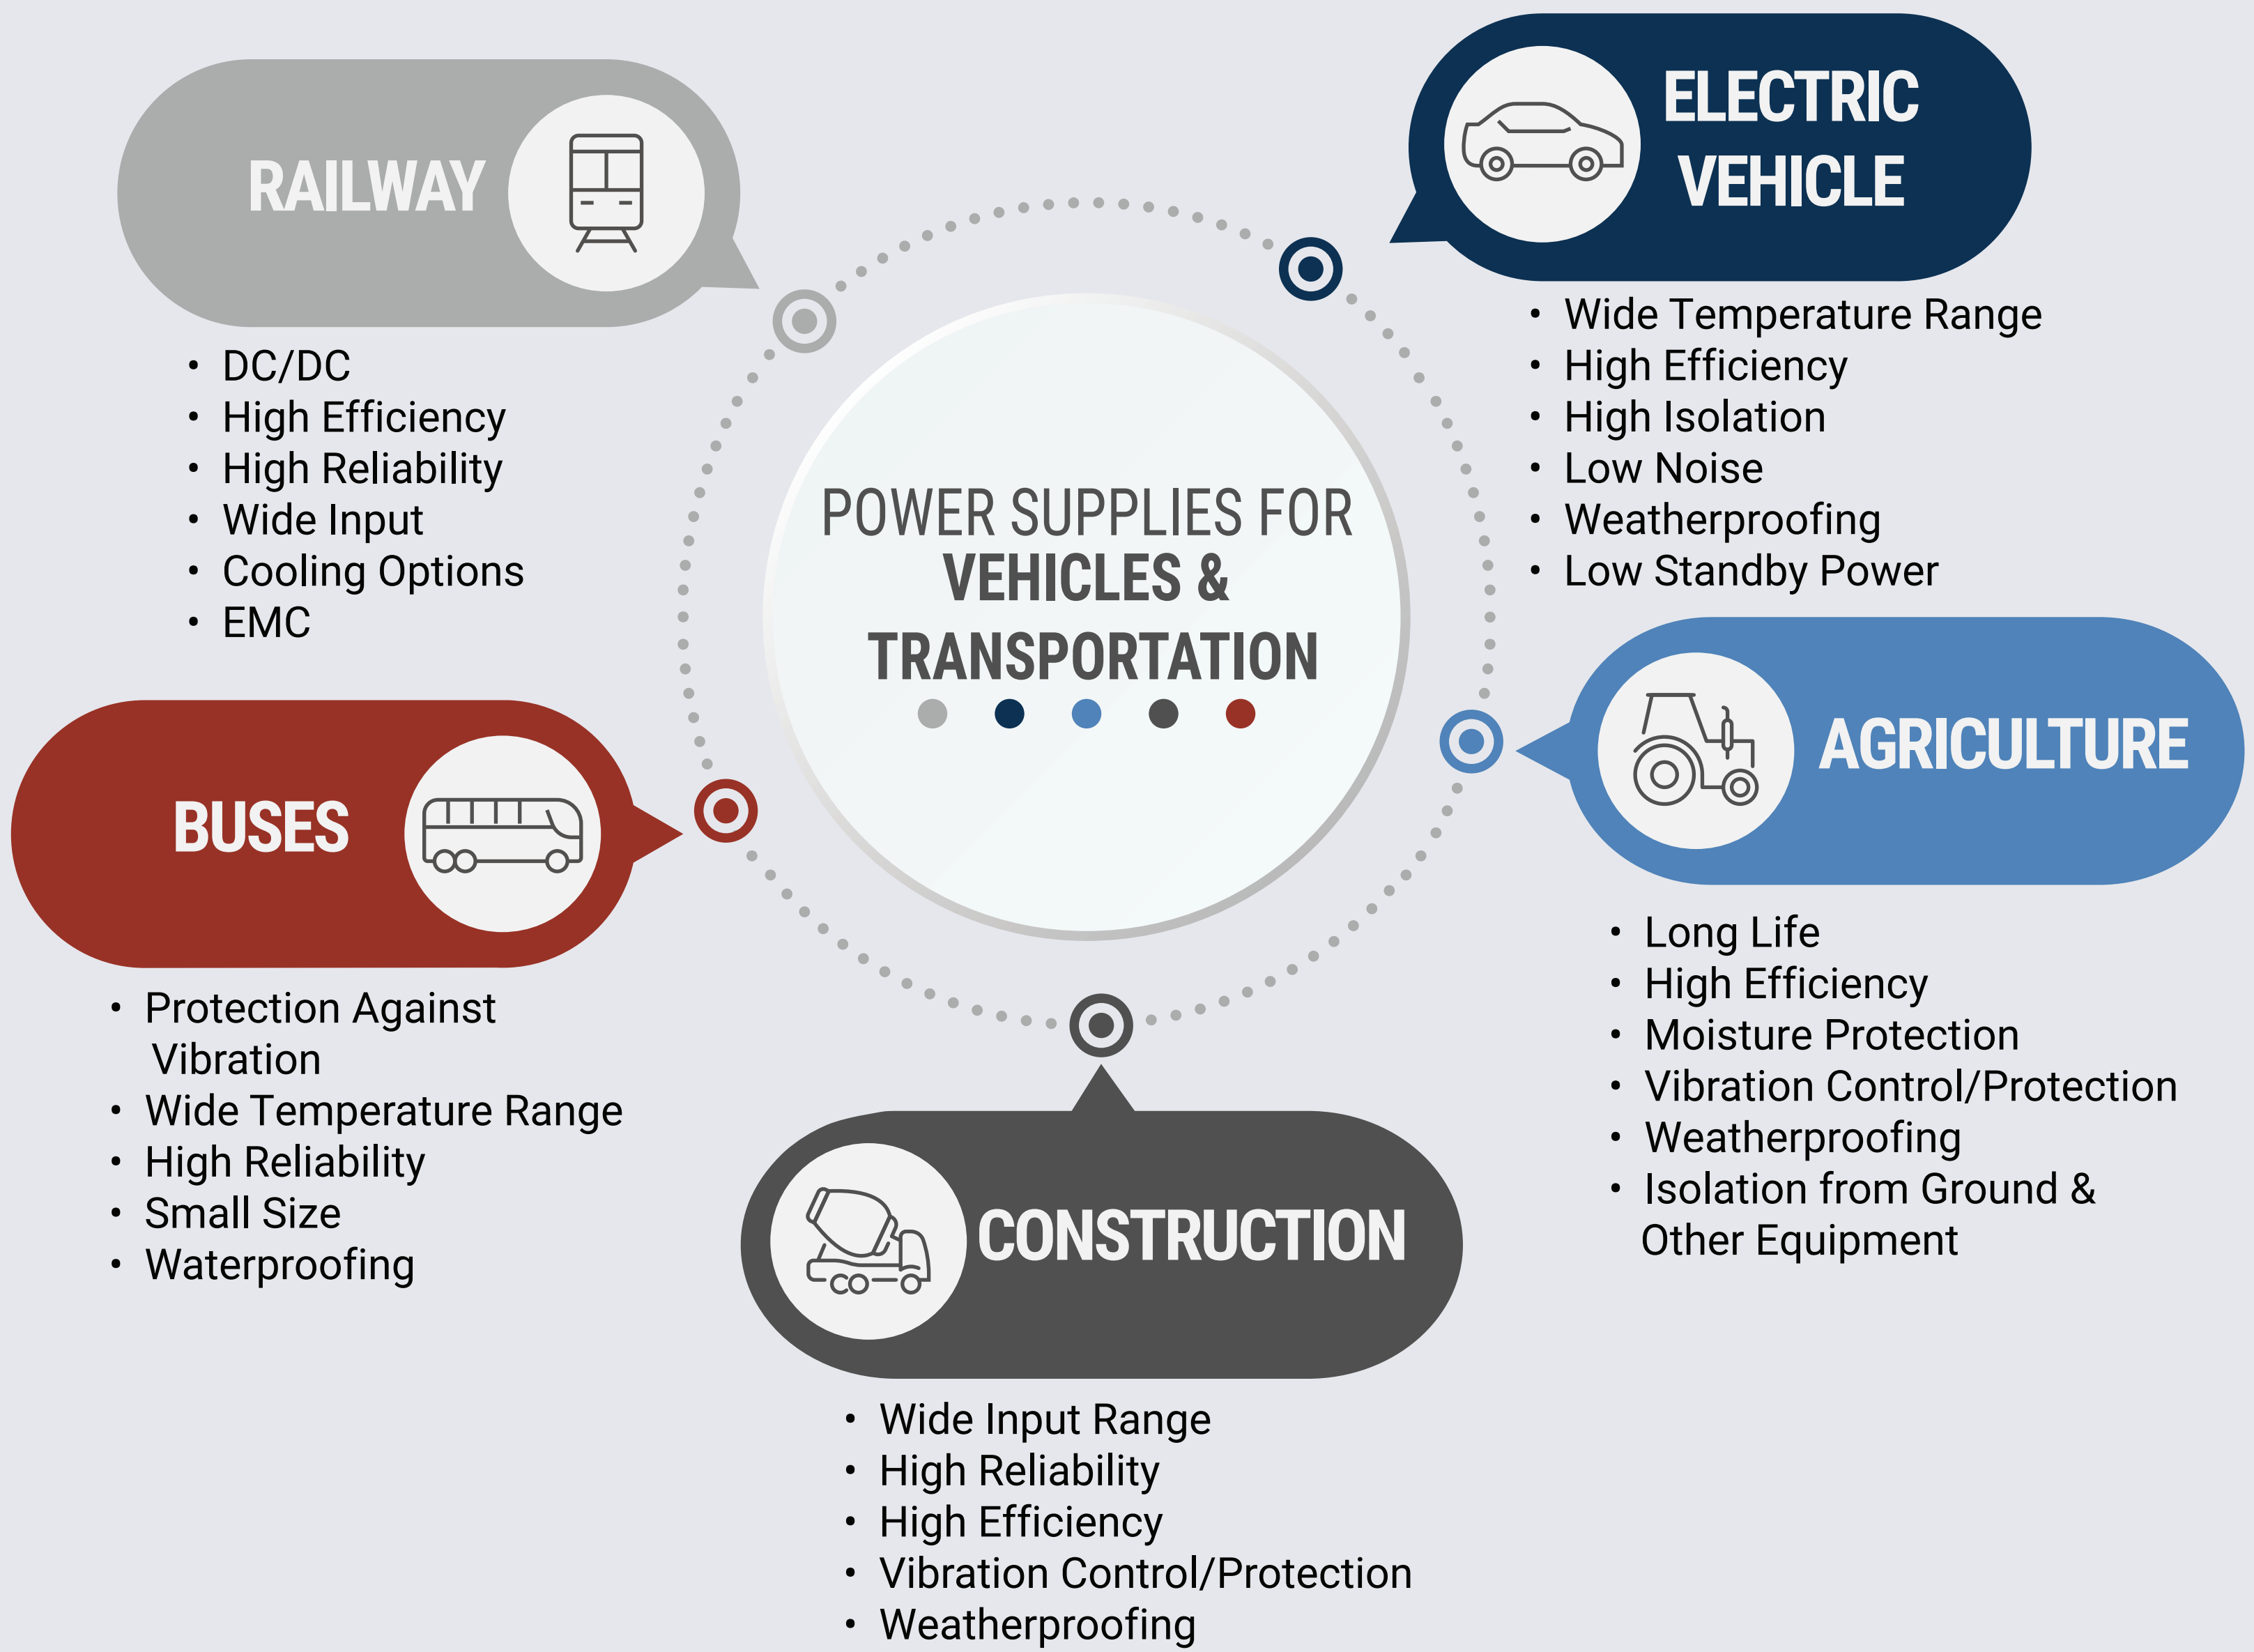 RAILWAY
• DC/DC
• High Efficiency
• High Reliability
• Wide Input
• Cooling Options
• EMC
ELECTRIC
VEHICLE
• Wide Temperature Range
• High Efficiency
• High Isolation
• Low Noise
• Weatherproofing
• Low Standby Power
POWER SUPPLIES FOR
VEHICLES &
TRANSPORTATION
BUSES
• Protection Against
Vibration
• Wide Temperature Range
• High Reliability
• Small Size
• Waterproofing
AGRICULTURE
• Long Life
• High Efficiency
• Moisture Protection
• Vibration Control/Protection
• Weatherproofing
• Isolation from Ground &
Other Equipment
CONSTRUCTION
• Wide Input Range
• High Reliability
• High Efficiency
• Vibration Control/Protection
• Weatherproofing